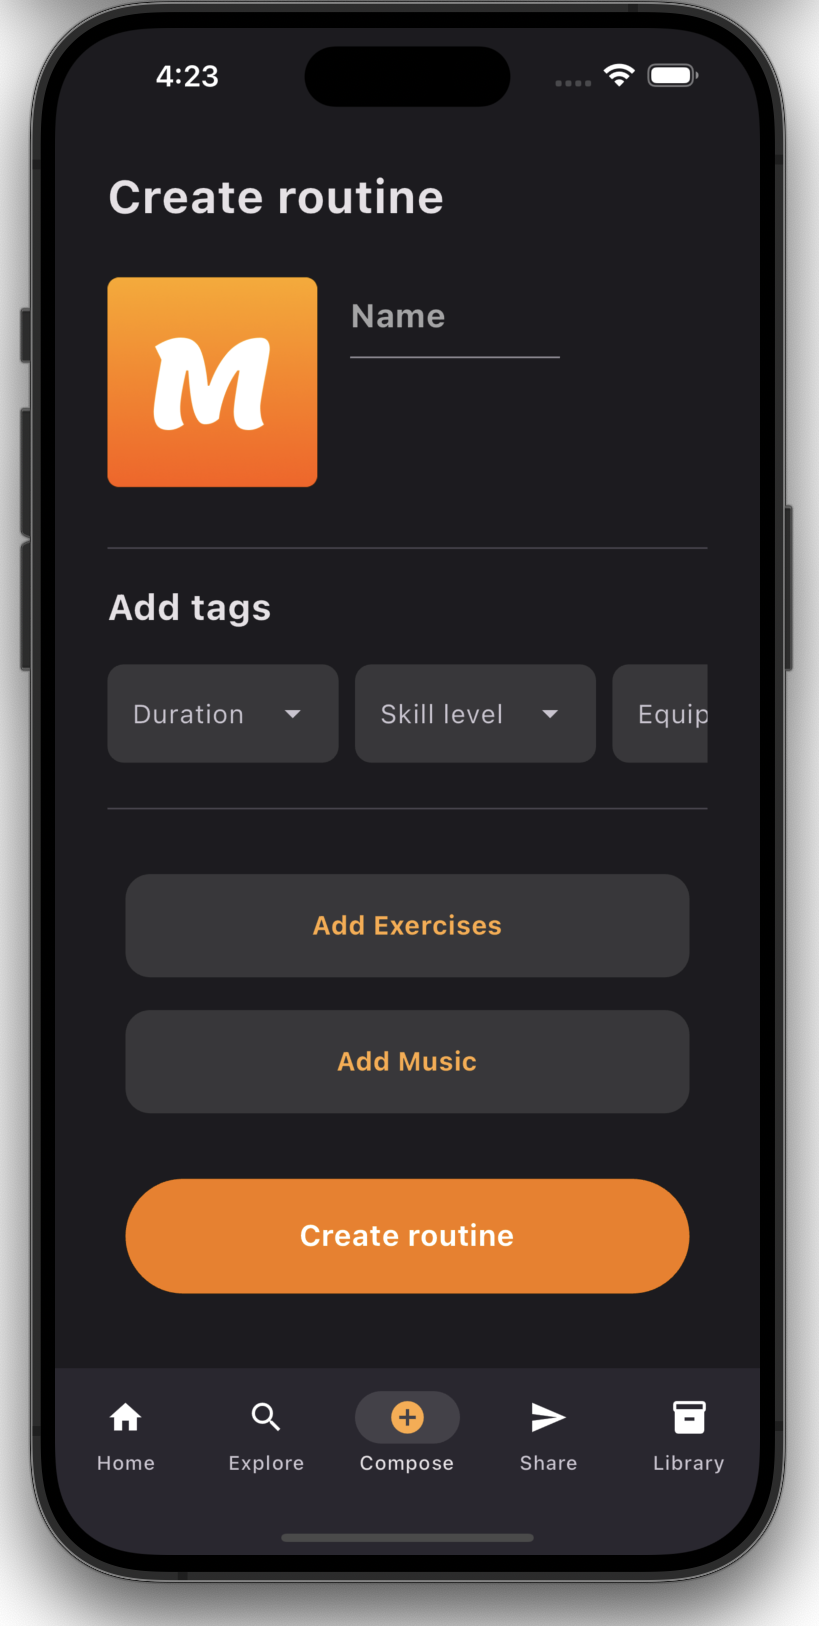 4:23
Create routine
M
Name
Add tags
Duration
Skill level
Equip
Add Exercises
Add Music
Create routine
Home
Explore
Compose
Share
Library